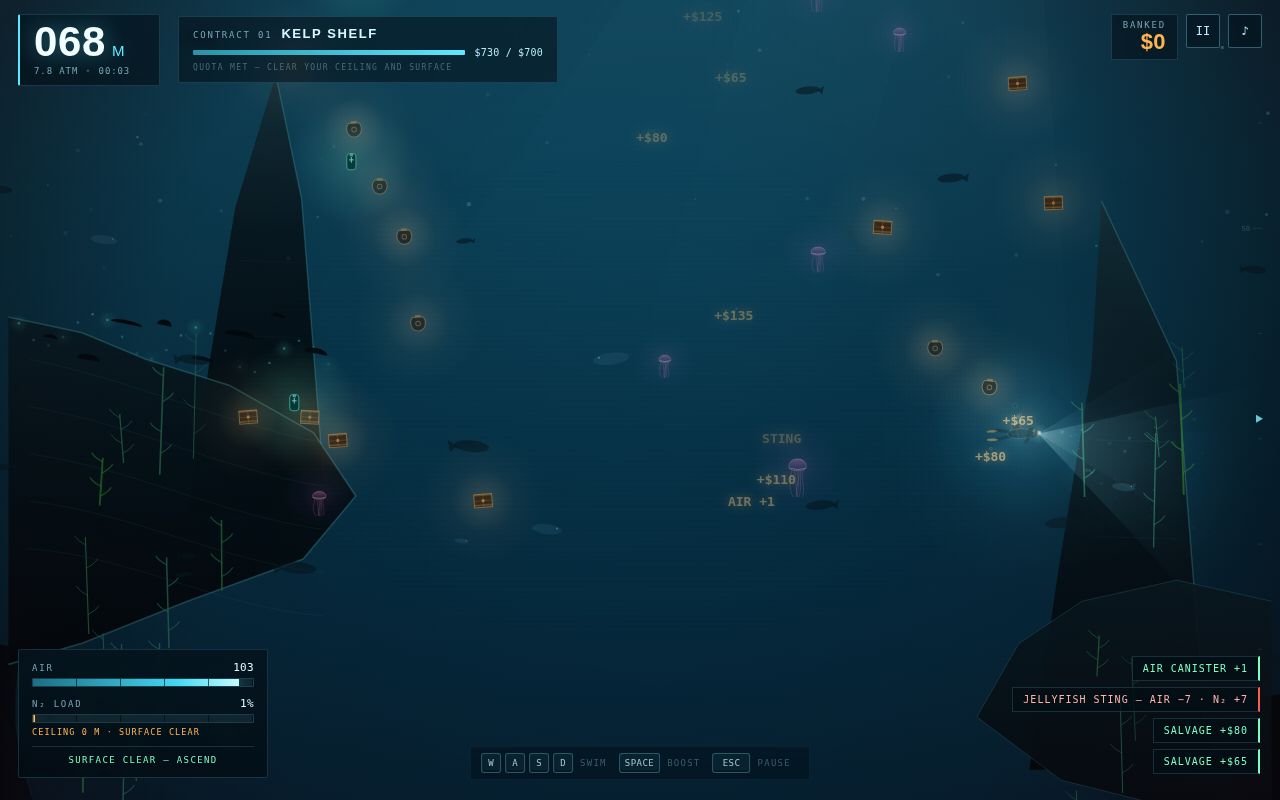 068 M
7.8 ATM · 00:03
CONTRACT 01 KELP SHELF
$730 / $700
QUOTA MET — CLEAR YOUR CEILING AND SURFACE
BANKED
$0
II
♪
+$125
+$65
+$80
50
+$135
+$65
STING
+$80
+$110
AIR +1
AIR 103
N₂ LOAD 1%
CEILING 0 M · SURFACE CLEAR
SURFACE CLEAR — ASCEND
W A S D SWIM SPACE BOOST ESC PAUSE
AIR CANISTER +1
JELLYFISH STING — AIR −7 · N₂ +7
SALVAGE +$80
SALVAGE +$65